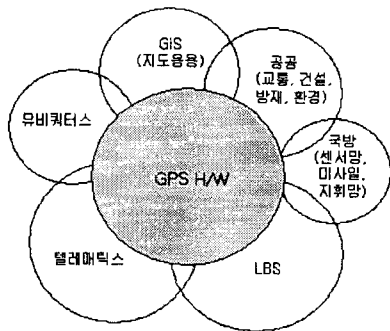 GIS
(지도응용)
공공
(교통, 건설,
방재, 환경)
유비쿼터스
국방
(센서망,
미사일,
지휘망)
GPS H/W
텔레매틱스
LBS